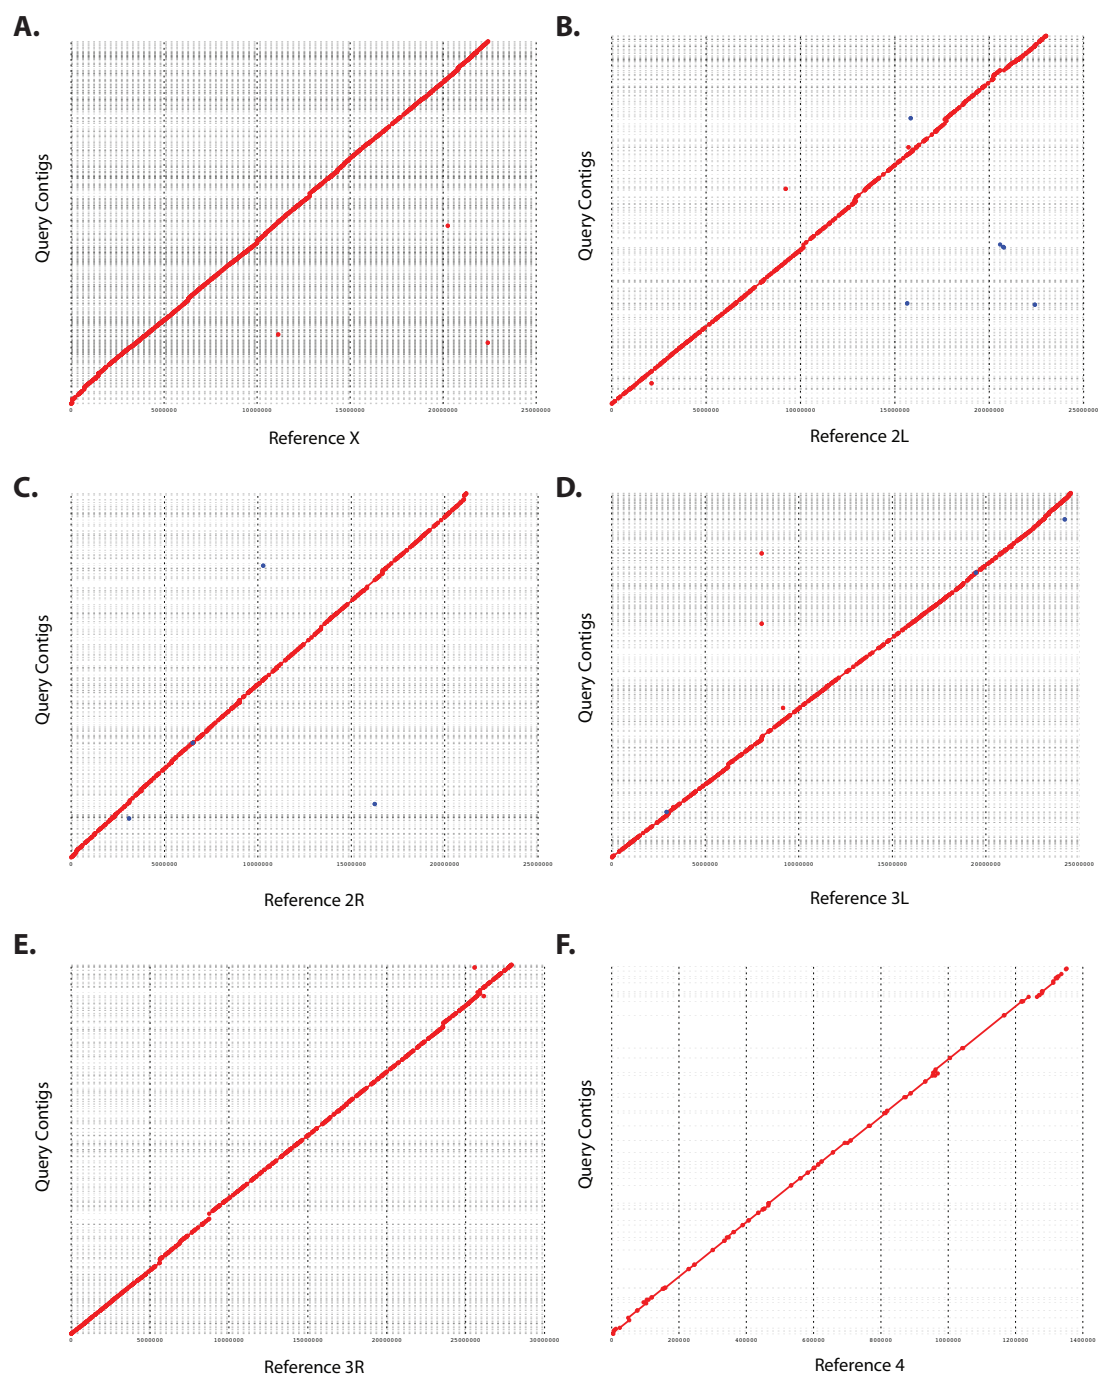 A.
Query Contigs
0 5000000 10000000 15000000 20000000 25000000
Reference X
B.
Query Contigs
0 5000000 10000000 15000000 20000000 25000000
Reference 2L
C.
Query Contigs
0 5000000 10000000 15000000 20000000 25000000
Reference 2R
D.
Query Contigs
0 5000000 10000000 15000000 20000000 25000000
Reference 3L
E.
Query Contigs
0 5000000 10000000 15000000 20000000 25000000 30000000
Reference 3R
F.
Query Contigs
0 200000 400000 600000 800000 1000000 1200000 1400000
Reference 4